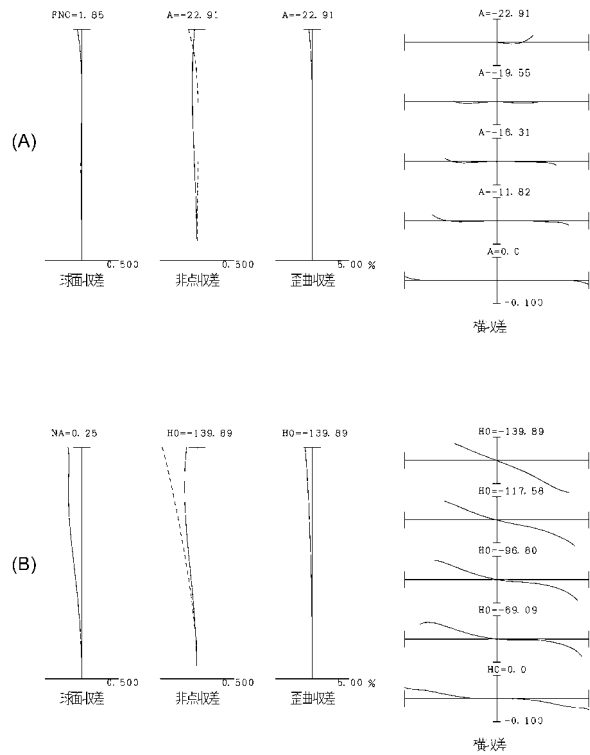 FNO=1.85 A=-22.91 A=-22.91 A=-22.91
A=-19.55
(A)
A=-16.31
A=-11.82
A=0.0
0.500 0.500 5.00 %
球面収差 非点収差 歪曲収差
-0.100
横収差
NA=0.25 H0=-139.89 H0=-139.89 H0=-139.89
H0=-117.58
(B)
H0=-96.80
H0=-69.09
H0=0.0
0.500 0.500 5.00 %
球面収差 非点収差 歪曲収差
-0.100
横収差